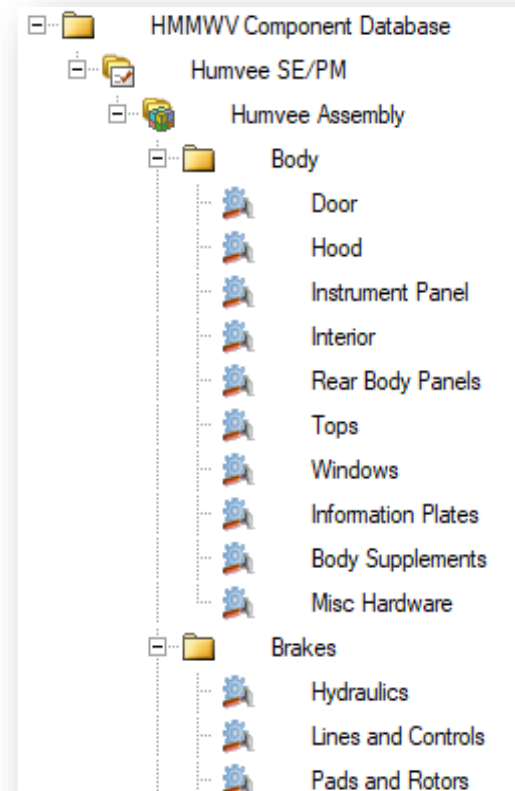 HMMWV Component Database
Humvee SE/PM
Humvee Assembly
Body
Door
Hood
Instrument Panel
Interior
Rear Body Panels
Tops
Windows
Information Plates
Body Supplements
Misc Hardware
Brakes
Hydraulics
Lines and Controls
Pads and Rotors